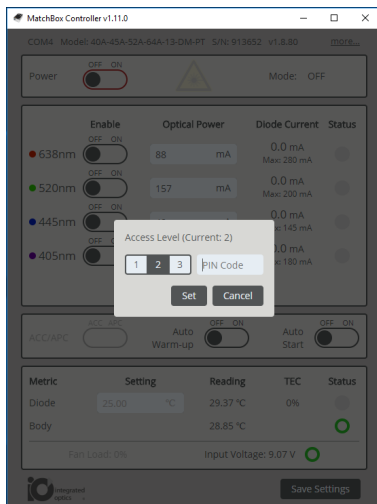 MatchBox Controller v1.11.0
COM4 Model: 40A-45A-52A-64A-13-DM-PT S/N: 913652 v1.8.80 more...
OFF ON
Power Mode: OFF
Enable Optical Power Diode Current Status
OFF ON
638nm 88 mA 0.0 mA
Max: 280 mA
OFF ON
520nm 157 mA 0.0 mA
Max: 200 mA
OFF ON
445nm 0.0 mA
145 mA
OFF
405nm 0.0 mA
180 mA
Access Level (Current: 2)
1 2 3 PIN Code
Set Cancel
ACC APC OFF ON OFF ON
ACC/APC Auto Warm-up Auto Start
Metric Setting Reading TEC Status
Diode 25.00 °C 29.37 °C 0%
Body 28.85 °C
Fan Load: 0% Input Voltage: 9.07 V
integrated
optics
Save Settings